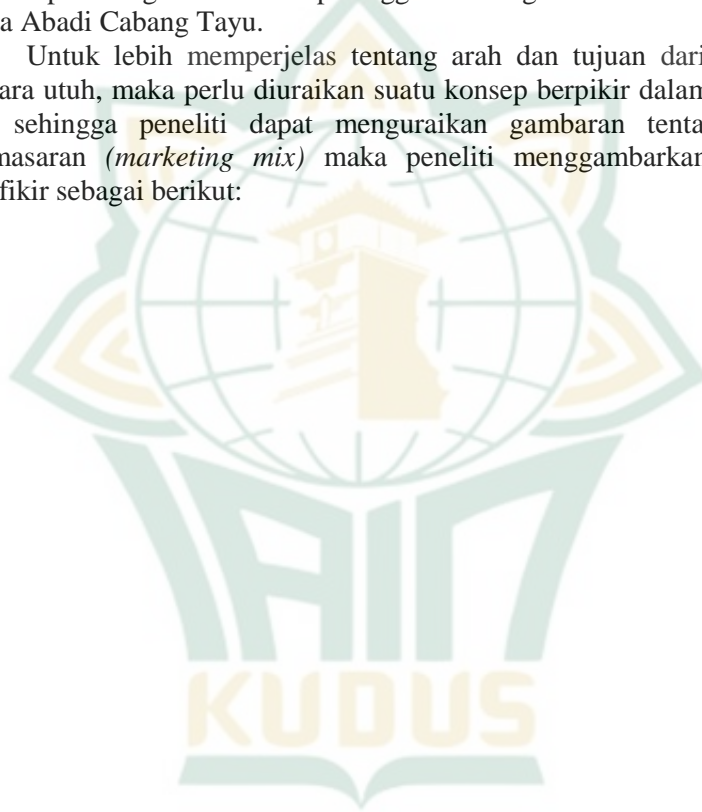 a Abadi Cabang Tayu.
Untuk lebih memperjelas tentang arah dan tujuan dari
ara utuh, maka perlu diuraikan suatu konsep berpikir dalam
sehingga peneliti dapat menguraikan gambaran tenta
masaran (marketing mix) maka peneliti menggambarkan
fikir sebagai berikut:
IAIN
KUDUS